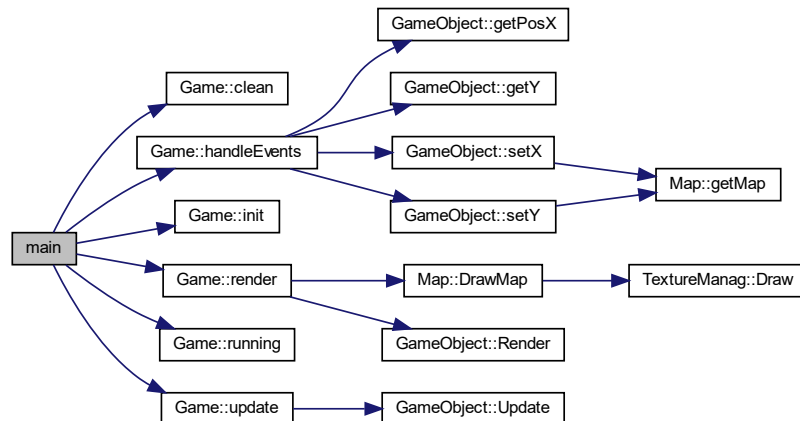 GameObject::getPosX
Game::clean
GameObject::getY
Game::handleEvents
GameObject::setX
Map::getMap
GameObject::setY
Game::init
main
Game::render
Map::DrawMap
TextureManag::Draw
Game::running
GameObject::Render
Game::update
GameObject::Update